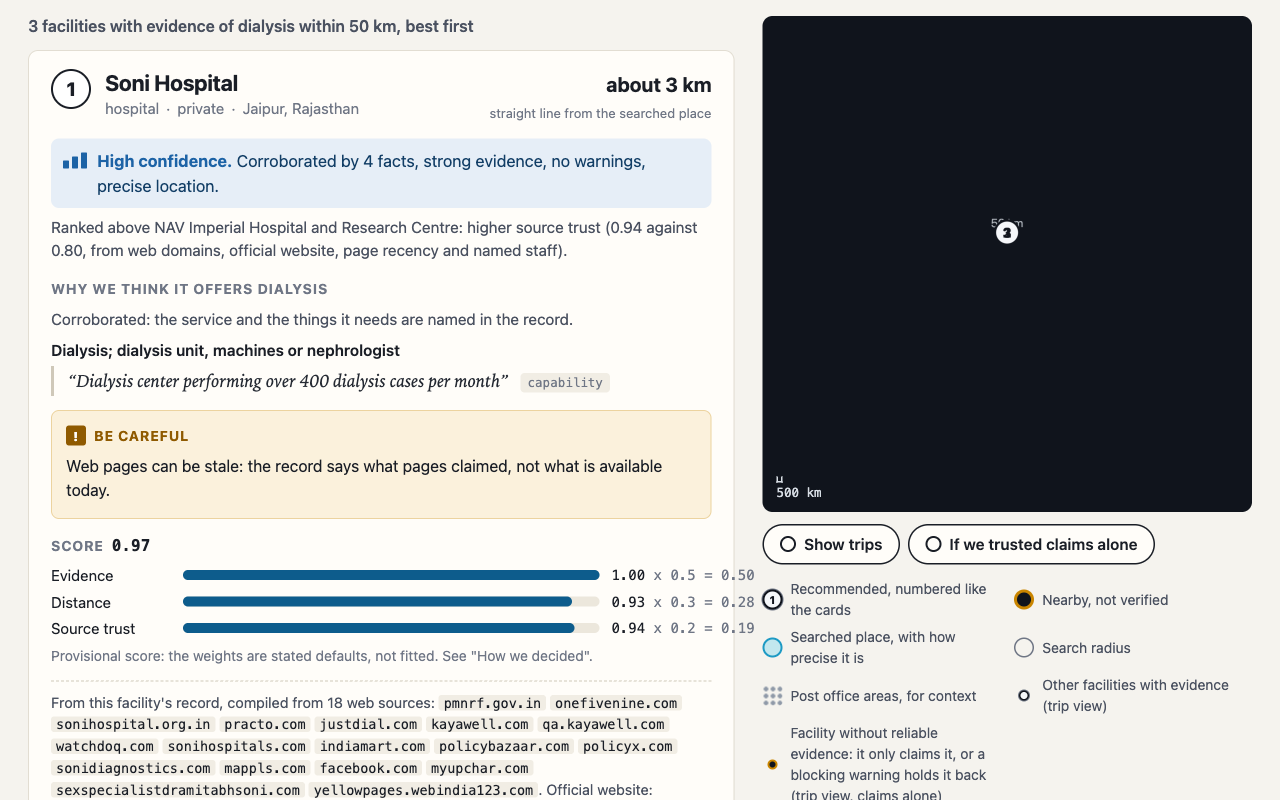 3 facilities with evidence of dialysis within 50 km, best first
1
Soni Hospital
about 3 km
hospital · private · Jaipur, Rajasthan
straight line from the searched place
High confidence. Corroborated by 4 facts, strong evidence, no warnings,
precise location.
Ranked above NAV Imperial Hospital and Research Centre: higher source trust (0.94 against
0.80, from web domains, official website, page recency and named staff).
WHY WE THINK IT OFFERS DIALYSIS
Corroborated: the service and the things it needs are named in the record.
Dialysis; dialysis unit, machines or nephrologist
“Dialysis center performing over 400 dialysis cases per month” capability
! BE CAREFUL
Web pages can be stale: the record says what pages claimed, not what is available
today.
SCORE 0.97
Evidence 1.00 x 0.5 = 0.50
Distance 0.93 x 0.3 = 0.28
Source trust 0.94 x 0.2 = 0.19
Provisional score: the weights are stated defaults, not fitted. See "How we decided".
From this facility's record, compiled from 18 web sources: pmnrf.gov.in onefivenine.com
sonihospital.org.in practo.com justdial.com kayawell.com qa.kayawell.com
watchdoq.com sonihospitals.com indiamart.com policybazaar.com policyx.com
sonidiagnostics.com mappls.com facebook.com myupchar.com
sexspecialistdramitabhsoni.com yellowpages.webindia123.com . Official website:
3
500 km
Show trips
If we trusted claims alone
1
Recommended, numbered like
the cards
Nearby, not verified
Searched place, with how
precise it is
Search radius
Post office areas, for context
Other facilities with evidence
(trip view)
Facility without reliable
evidence: it only claims it, or a
blocking warning holds it back
(trip view, claims alone)